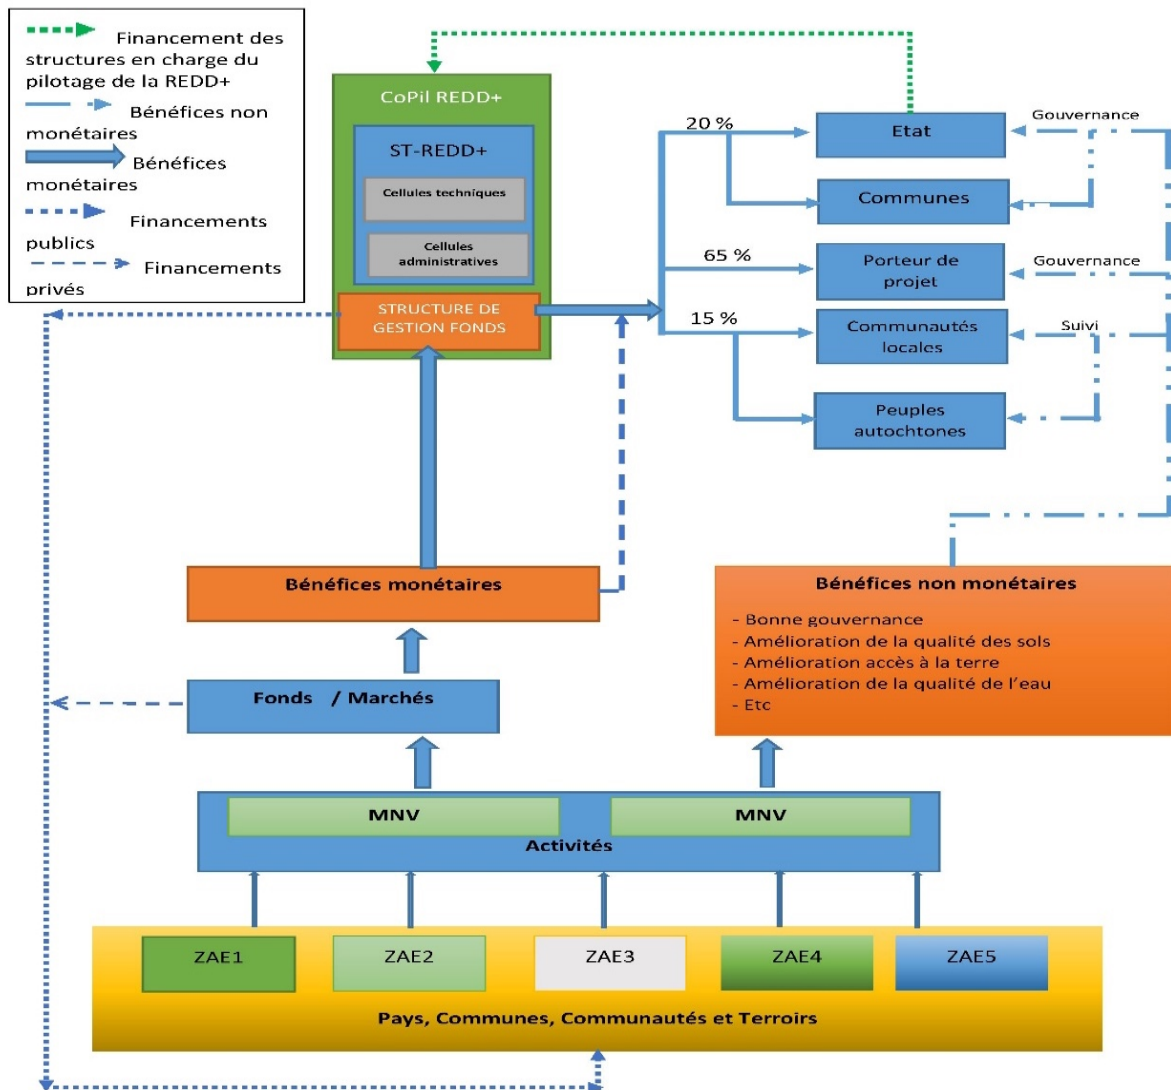 Financement des
structures en charge du
pilotage de la REDD+
Bénéfices non
monétaires
Bénéfices
monétaires
Financements
publics
Financements
privés
CoPil REDD+
ST-REDD+
Cellules techniques
Cellules
administratives
STRUCTURE DE
GESTION FONDS
20 %
65 %
15 %
Etat
Communes
Porteur de
projet
Communautés
locales
Peuples
autochtones
Gouvernance
Gouvernance
Suivi
Bénéfices monétaires
Bénéfices non monétaires
- Bonne gouvernance
- Amélioration de la qualité des sols
- Amélioration accès à la terre
- Amélioration de la qualité de l'eau
- Etc
Fonds / Marchés
MNV
MNV
Activités
ZAE1
ZAE2
ZAE3
ZAE4
ZAE5
Pays, Communes, Communautés et Terroirs